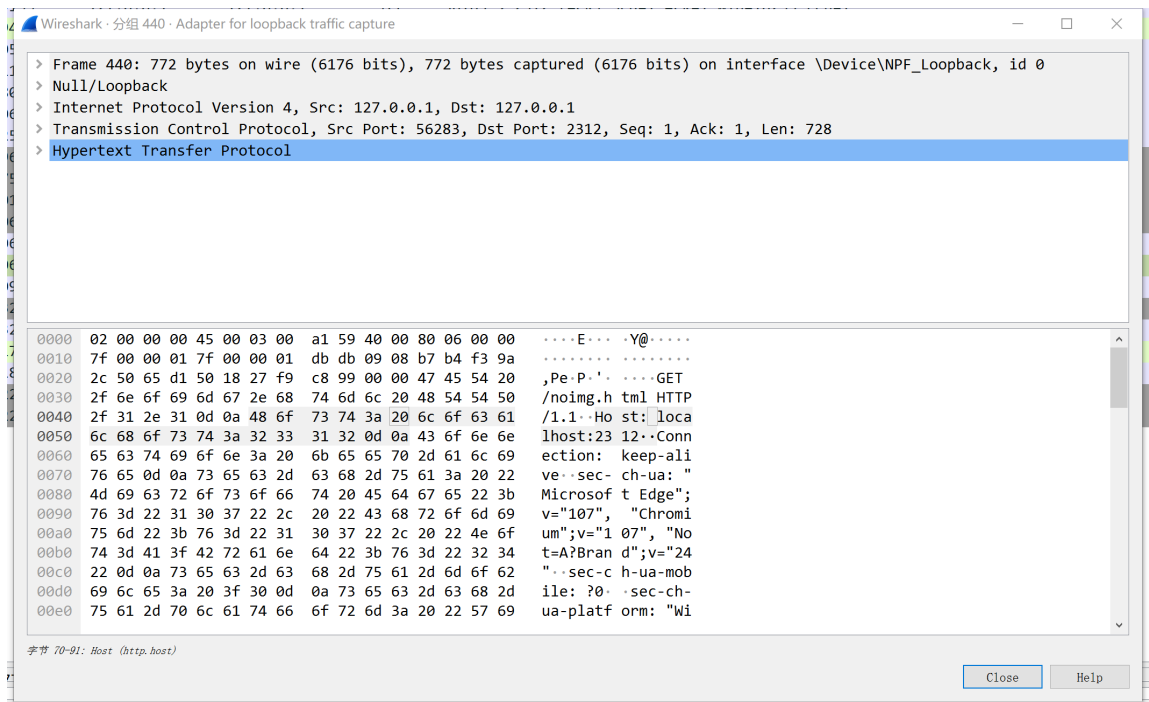 Wireshark · 分组 440 · Adapter for loopback traffic capture
Frame 440: 772 bytes on wire (6176 bits), 772 bytes captured (6176 bits) on interface \Device\NPF_Loopback, id 0
Null/Loopback
Internet Protocol Version 4, Src: 127.0.0.1, Dst: 127.0.0.1
Transmission Control Protocol, Src Port: 56283, Dst Port: 2312, Seq: 1, Ack: 1, Len: 728
Hypertext Transfer Protocol
0000 02 00 00 00 45 00 03 00 a1 59 40 00 80 06 00 00 ····E··· ·Y@·····
0010 7f 00 00 01 7f 00 00 01 db db 09 08 b7 b4 f3 9a ········ ········
0020 2c 50 65 d1 50 18 27 f9 c8 99 00 00 47 45 54 20 ,Pe·P·'· ····GET
0030 2f 6e 6f 69 6d 67 2e 68 74 6d 6c 20 48 54 54 50 /noimg.h tml HTTP
0040 2f 31 2e 31 0d 0a 48 6f 73 74 3a 20 6c 6f 63 61 /1.1··Ho st: loca
0050 6c 68 6f 73 74 3a 32 33 31 32 0d 0a 43 6f 6e 6e lhost:23 12··Conn
0060 65 63 74 69 6f 6e 3a 20 6b 65 65 70 2d 61 6c 69 ection: keep-ali
0070 76 65 0d 0a 73 65 63 2d 63 68 2d 75 61 3a 20 22 ve··sec- ch-ua: "
0080 4d 69 63 72 6f 73 6f 66 74 20 45 64 67 65 22 3b Microsof t Edge";
0090 76 3d 22 31 30 37 22 2c 20 22 43 68 72 6f 6d 69 v="107", "Chromi
00a0 75 6d 22 3b 76 3d 22 31 30 37 22 2c 20 22 4e 6f um";v="1 07", "No
00b0 74 3d 41 3f 42 72 61 6e 64 22 3b 76 3d 22 32 34 t=A?Bran d";v="24
00c0 22 0d 0a 73 65 63 2d 63 68 2d 75 61 2d 6d 6f 62 "··sec-c h-ua-mob
00d0 69 6c 65 3a 20 3f 30 0d 0a 73 65 63 2d 63 68 2d ile: ?0· ·sec-ch-
00e0 75 61 2d 70 6c 61 74 66 6f 72 6d 3a 20 22 57 69 ua-platf orm: "Wi
字节 70-91: Host (http.host)
Close Help